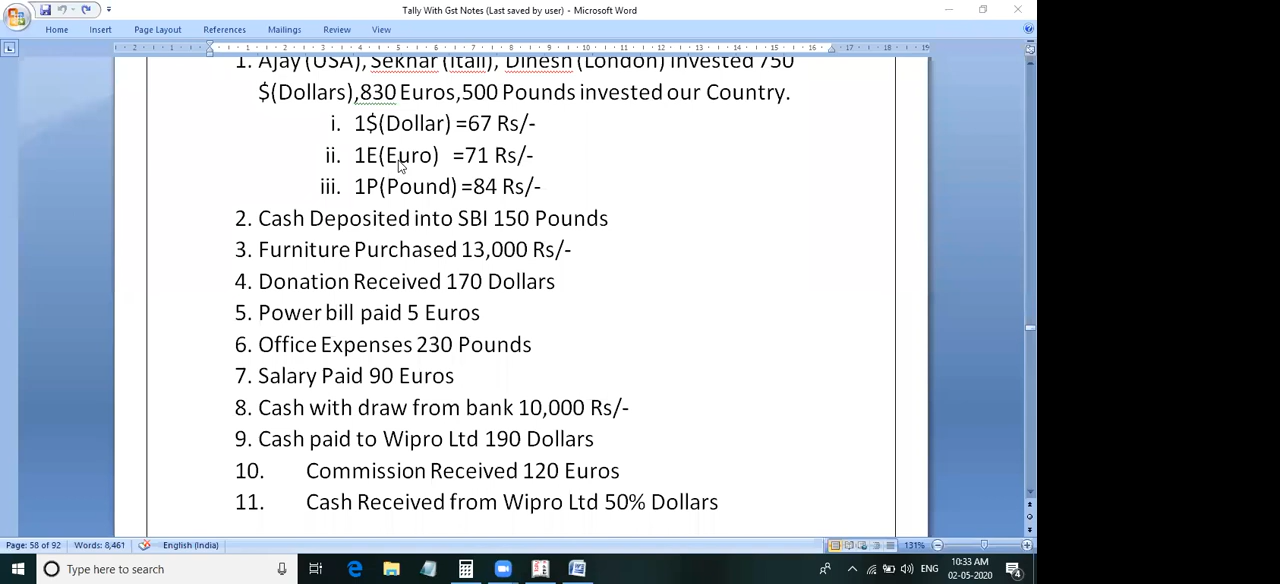 Tally With Gst Notes (Last saved by user) - Microsoft Word
Home Insert Page Layout References Mailings Review View
1. Ajay (USA), Sekhar (Itali), Dinesh (London) Invested 750
$(Dollars),830 Euros,500 Pounds invested our Country.
i. 1$(Dollar) =67 Rs/-
ii. 1E(Euro) =71 Rs/-
iii. 1P(Pound) =84 Rs/-
2. Cash Deposited into SBI 150 Pounds
3. Furniture Purchased 13,000 Rs/-
4. Donation Received 170 Dollars
5. Power bill paid 5 Euros
6. Office Expenses 230 Pounds
7. Salary Paid 90 Euros
8. Cash with draw from bank 10,000 Rs/-
9. Cash paid to Wipro Ltd 190 Dollars
10. Commission Received 120 Euros
11. Cash Received from Wipro Ltd 50% Dollars
Page: 58 of 92 Words: 8,461 English (India) 131%
Type here to search ENG 10:33 AM
02-05-2020 4